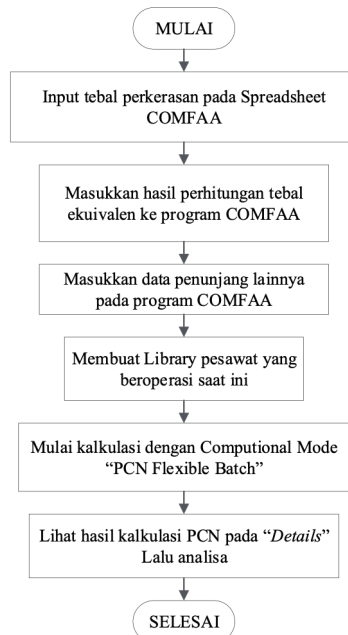 MULAI
Input tebal perkerasan pada Spreadsheet
COMFAA
Masukkan hasil perhitungan tebal
ekuivalen ke program COMFAA
Masukkan data penunjang lainnya
pada program COMFAA
Membuat Library pesawat yang
beroperasi saat ini
Mulai kalkulasi dengan Computional Mode
“PCN Flexible Batch”
Lihat hasil kalkulasi PCN pada “Details”
Lalu analisa
SELESAI